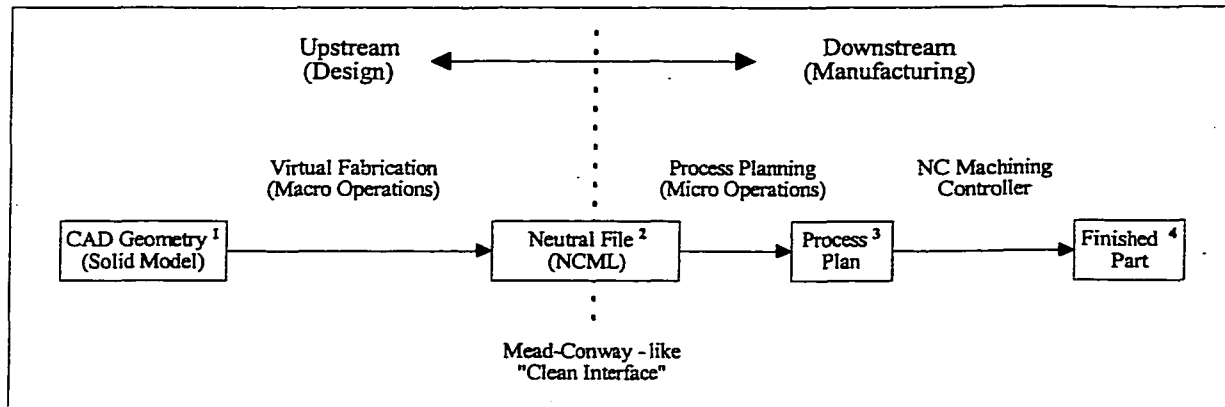 Upstream
(Design)
Downstream
(Manufacturing)
Virtual Fabrication
(Macro Operations)
Process Planning
(Micro Operations)
NC Machining
Controller
CAD Geometry 1
(Solid Model)
Neutral File 2
(NCML)
Process 3
Plan
Finished 4
Part
Mead-Conway - like
"Clean Interface"